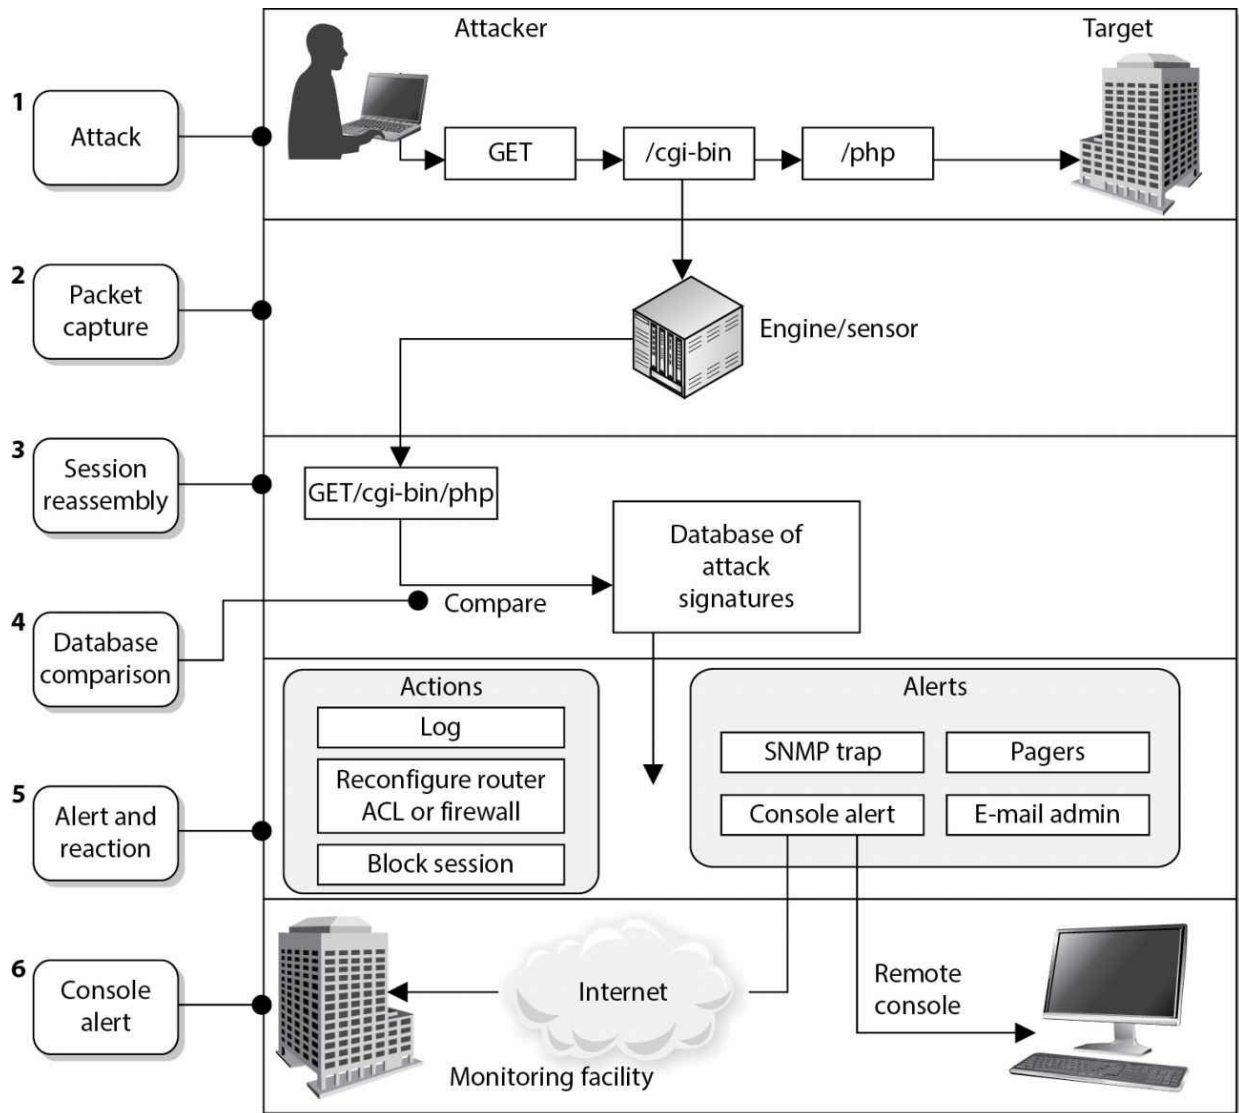 Attacker
Target
1
Attack
GET
/cgi-bin
/php
2
Packet
capture
Engine/sensor
3
Session
reassembly
GET/cgi-bin/php
Database of
attack
signatures
Compare
4
Database
comparison
Actions
Log
Reconfigure router
ACL or firewall
Block session
Alerts
SNMP trap
Pagers
Console alert
E-mail admin
5
Alert and
reaction
6
Console
alert
Internet
Remote
console
Monitoring facility